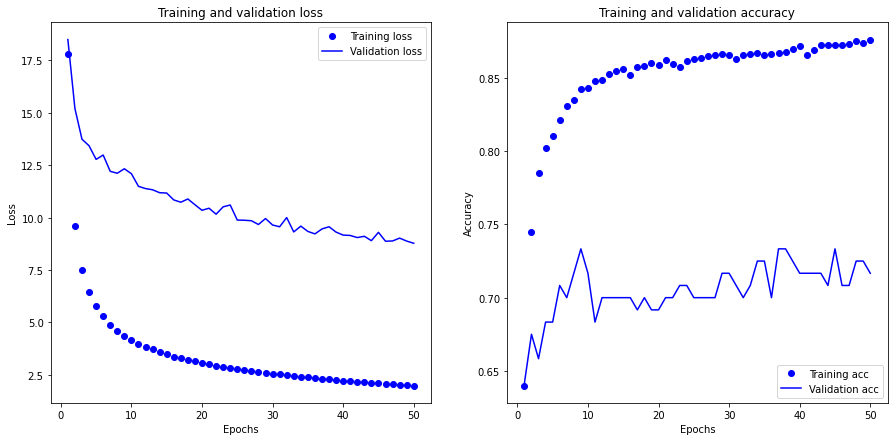 Training and validation loss
Training loss
Validation loss
17.5
15.0
12.5
10.0
7.5
5.0
2.5
Loss
0
10
20
30
40
50
Epochs
Training and validation accuracy
0.85
0.80
0.75
0.70
0.65
Accuracy
Training acc
Validation acc
0
10
20
30
40
50
Epochs